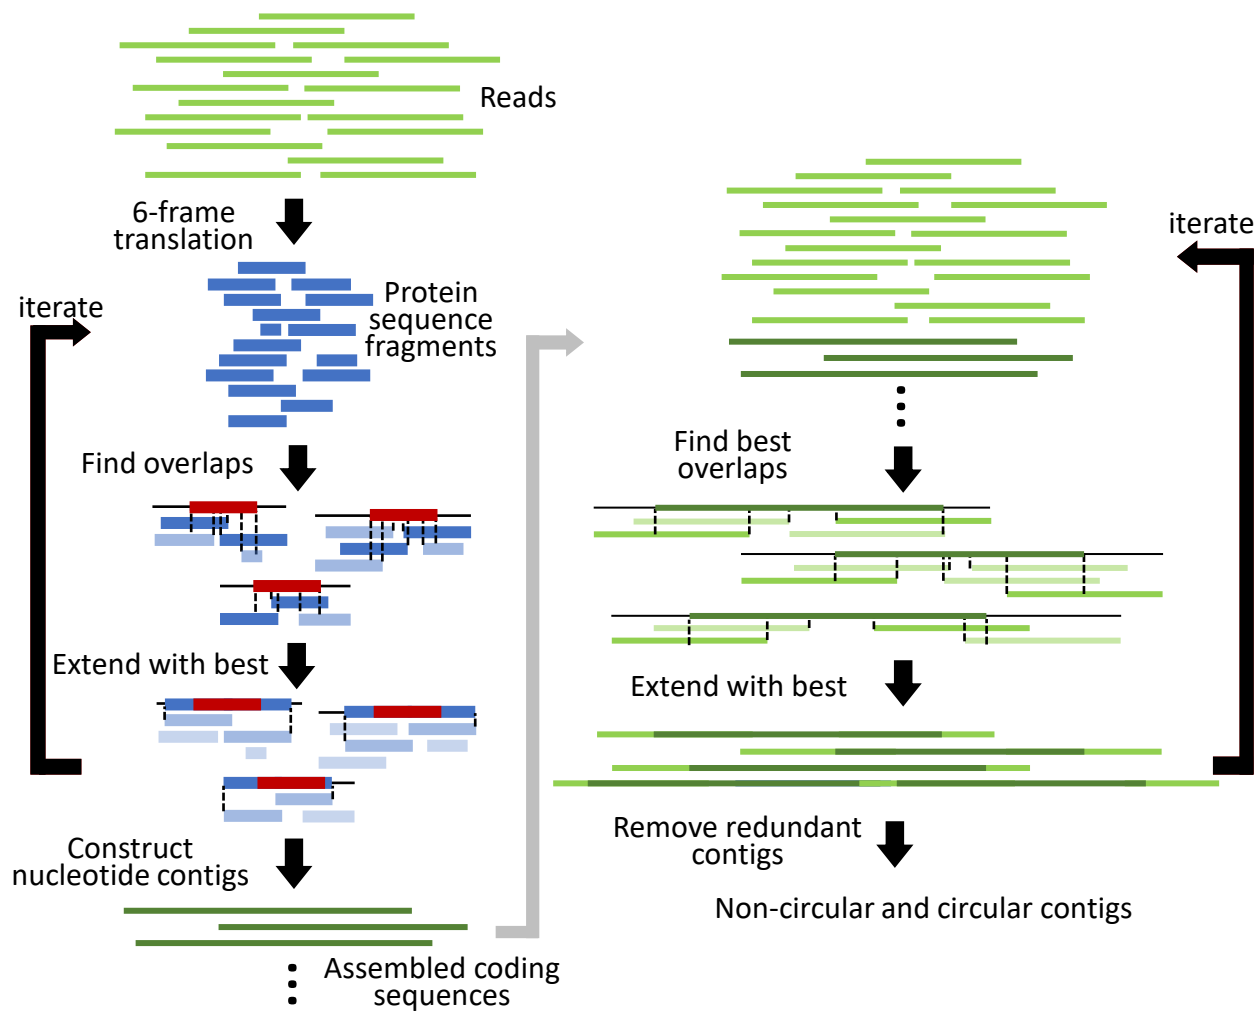 Reads
6-frame
translation
iterate
Protein
sequence
fragments
Find overlaps
Extend with best
Construct
nucleotide contigs
Assembled coding
sequences
iterate
Find best
overlaps
Extend with best
Remove redundant
contigs
Non-circular and circular contigs